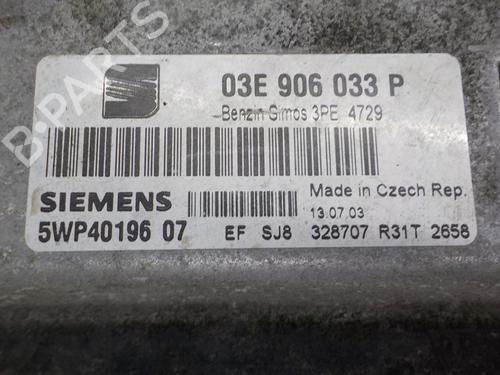 03E 906 033 P
Benzin Simos 3PE 4729
SIEMENS
Made in Czech Rep.
13.07.03
5WP40196 07
EF SJ8 328707 R31T 2658
B-PARTS